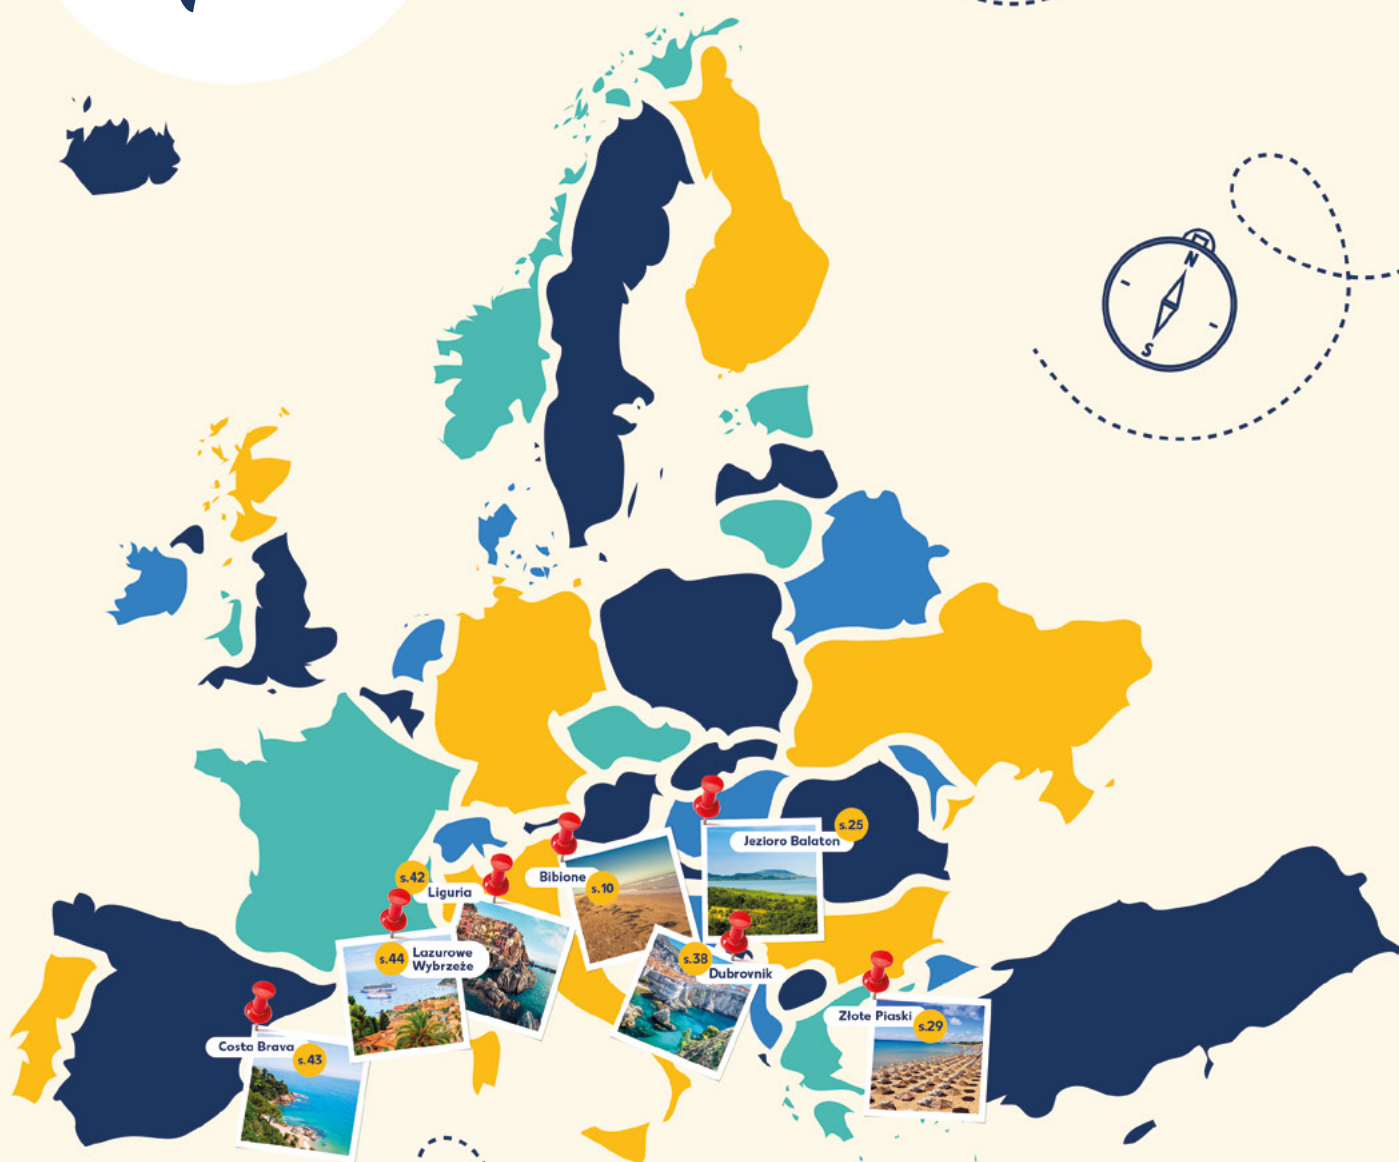 N
S
s.25
Jezioro Balaton
Bibione
s.10
s.42
Liguria
s.44
Lazurowe
Wybrzeże
s.38
Dubrovnik
Złote Piaski
s.29
Costa Brava
s.43